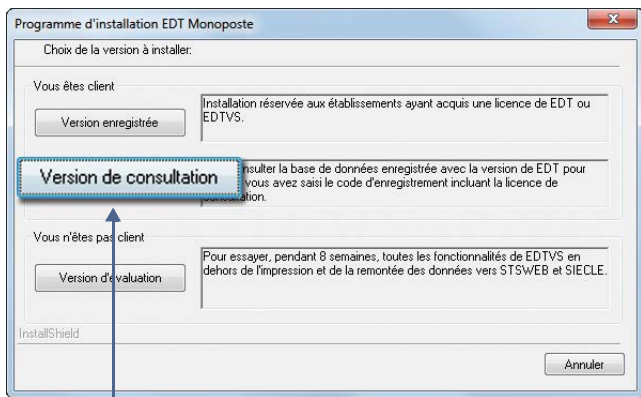 Programme d'installation EDT Monoposte
Choix de la version à installer:
Vous êtes client
Version enregistrée
Installation réservée aux établissements ayant acquis une licence de EDT ou
EDTVS.
Version de consultation
nsulter la base de données enregistrée avec la version de EDT pour
vous avez saisi le code d'enregistrement incluant la licence de
consultation.
Vous n'êtes pas client
Version d'évaluation
Pour essayer, pendant 8 semaines, toutes les fonctionnalités de EDTVS en
dehors de l'impression et de la remontée des données vers STSWEB et SIECLE.
InstallShield
Annuler